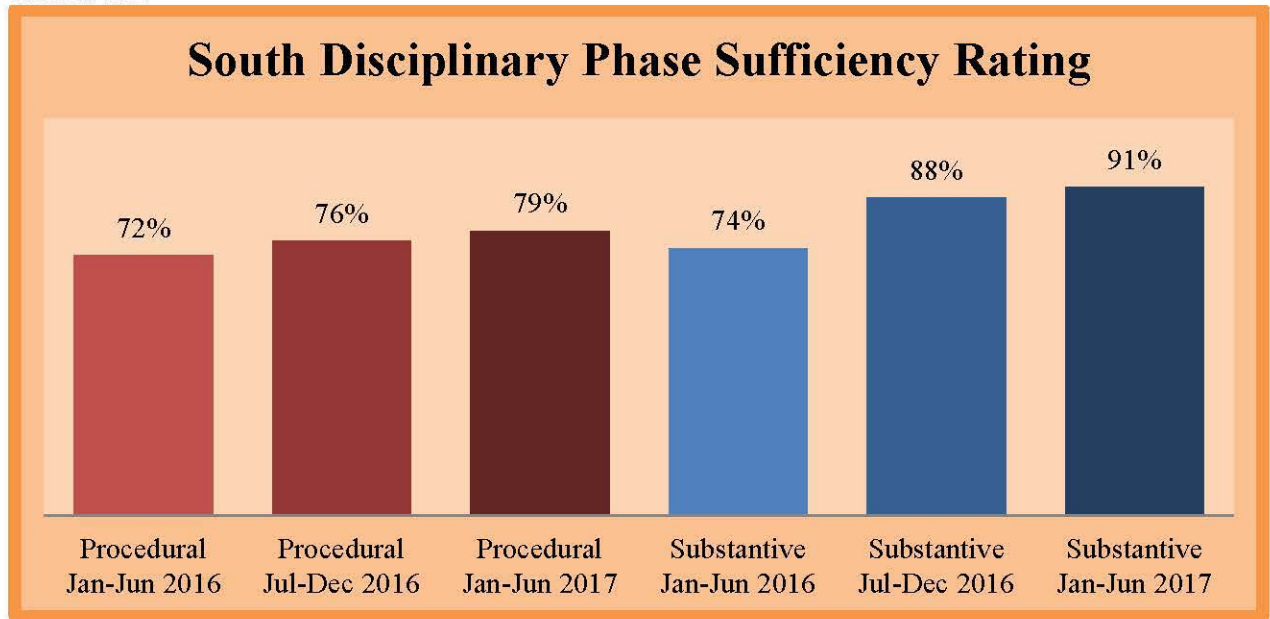 South Disciplinary Phase Sufficiency Rating
72%
76%
79%
74%
88%
91%
Procedural
Jan-Jun 2016
Procedural
Jul-Dec 2016
Procedural
Jan-Jun 2017
Substantive
Jan-Jun 2016
Substantive
Jul-Dec 2016
Substantive
Jan-Jun 2017